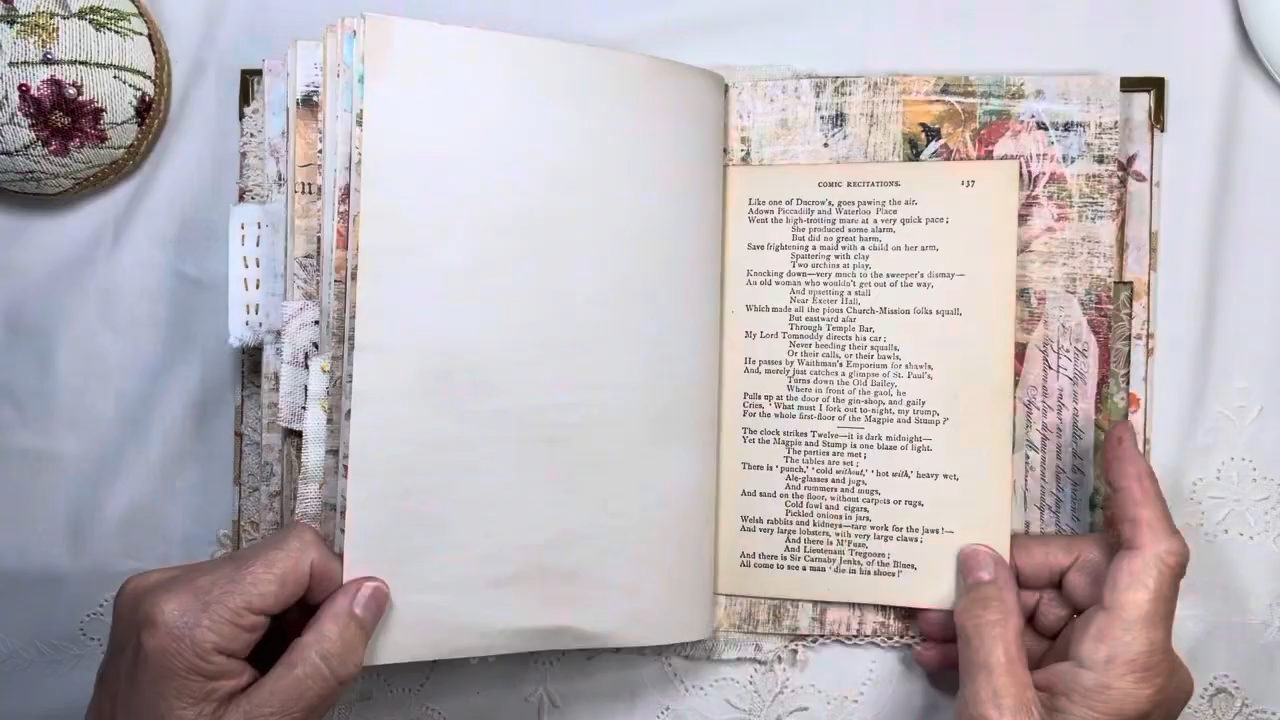 COMIC RECITATIONS. 137
Like one of Ducrow's, goes pawing the air.
Adown Piccadilly and Waterloo Place
Went the high-trotting mare at a very quick pace;
She produced some alarm,
But did no great harm,
Save frightening a maid with a child on her arm,
Spattering with clay
Two urchins at play,
Knocking down—very much to the sweeper's dismay—
An old woman who wouldn't get out of the way,
And upsetting a stall
Near Exeter Hall,
Which made all the pious Church-Mission folks squall,
But eastward afar
Through Temple Bar,
My Lord Tomnoddy directs his car;
Never heeding their squalls,
Or their calls, or their bawls,
He passes by Waithman's Emporium for shawls,
And, merely just catches a glimpse of St. Paul's,
Turns down the Old Bailey,
Where in front of the gaol, he
Pulls up at the door of the gin-shop, and gaily
Cries, 'What must I fork out to-night, my trump,
For the whole first-floor of the Magpie and Stump?'
The clock strikes Twelve—it is dark midnight—
Yet the Magpie and Stump is one blaze of light.
The parties are met;
The tables are set;
There is 'punch,' 'cold without,' 'hot with,' heavy wet,
Ale-glasses and jugs,
And rummers and mugs,
And sand on the floor, without carpets or rugs,
Cold fowl and cigars,
Pickled onions in jars,
Welsh rabbits and kidneys—rare work for the jaws!—
And very large lobsters, with very large claws;
And there is M'Fuze,
And Lieutenant Tregooze;
And there is Sir Carnaby Jenks, of the Blues,
All come to see a man 'die in his shoes!'